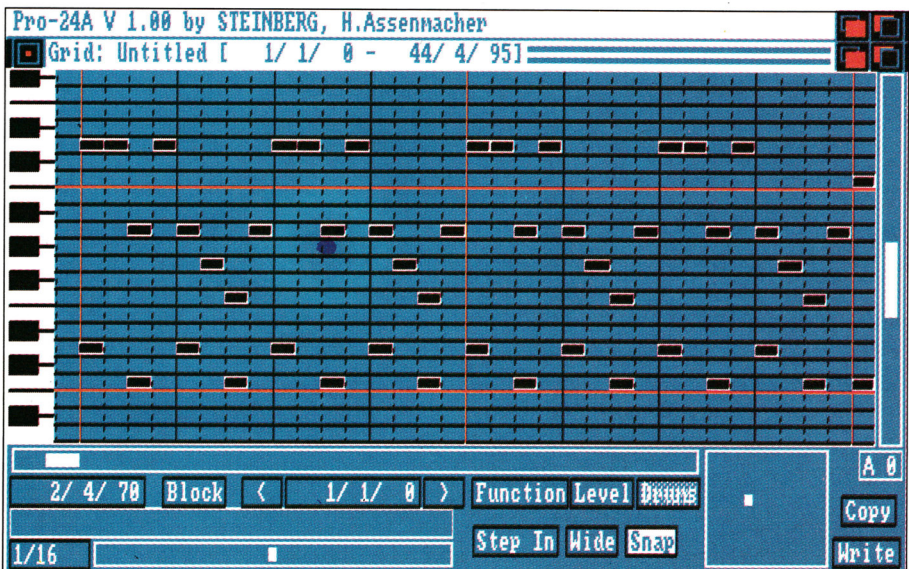 Pro-24A V 1.00 by STEINBERG, H.Assenmacher
Grid: Untitled [ 1/ 1/ 0 - 44/ 4/ 95]
A 0
2/ 4/ 70 Block < 1/ 1/ 0 > Function Level Drums
Copy
Step In Wide Snap
1/16 Write